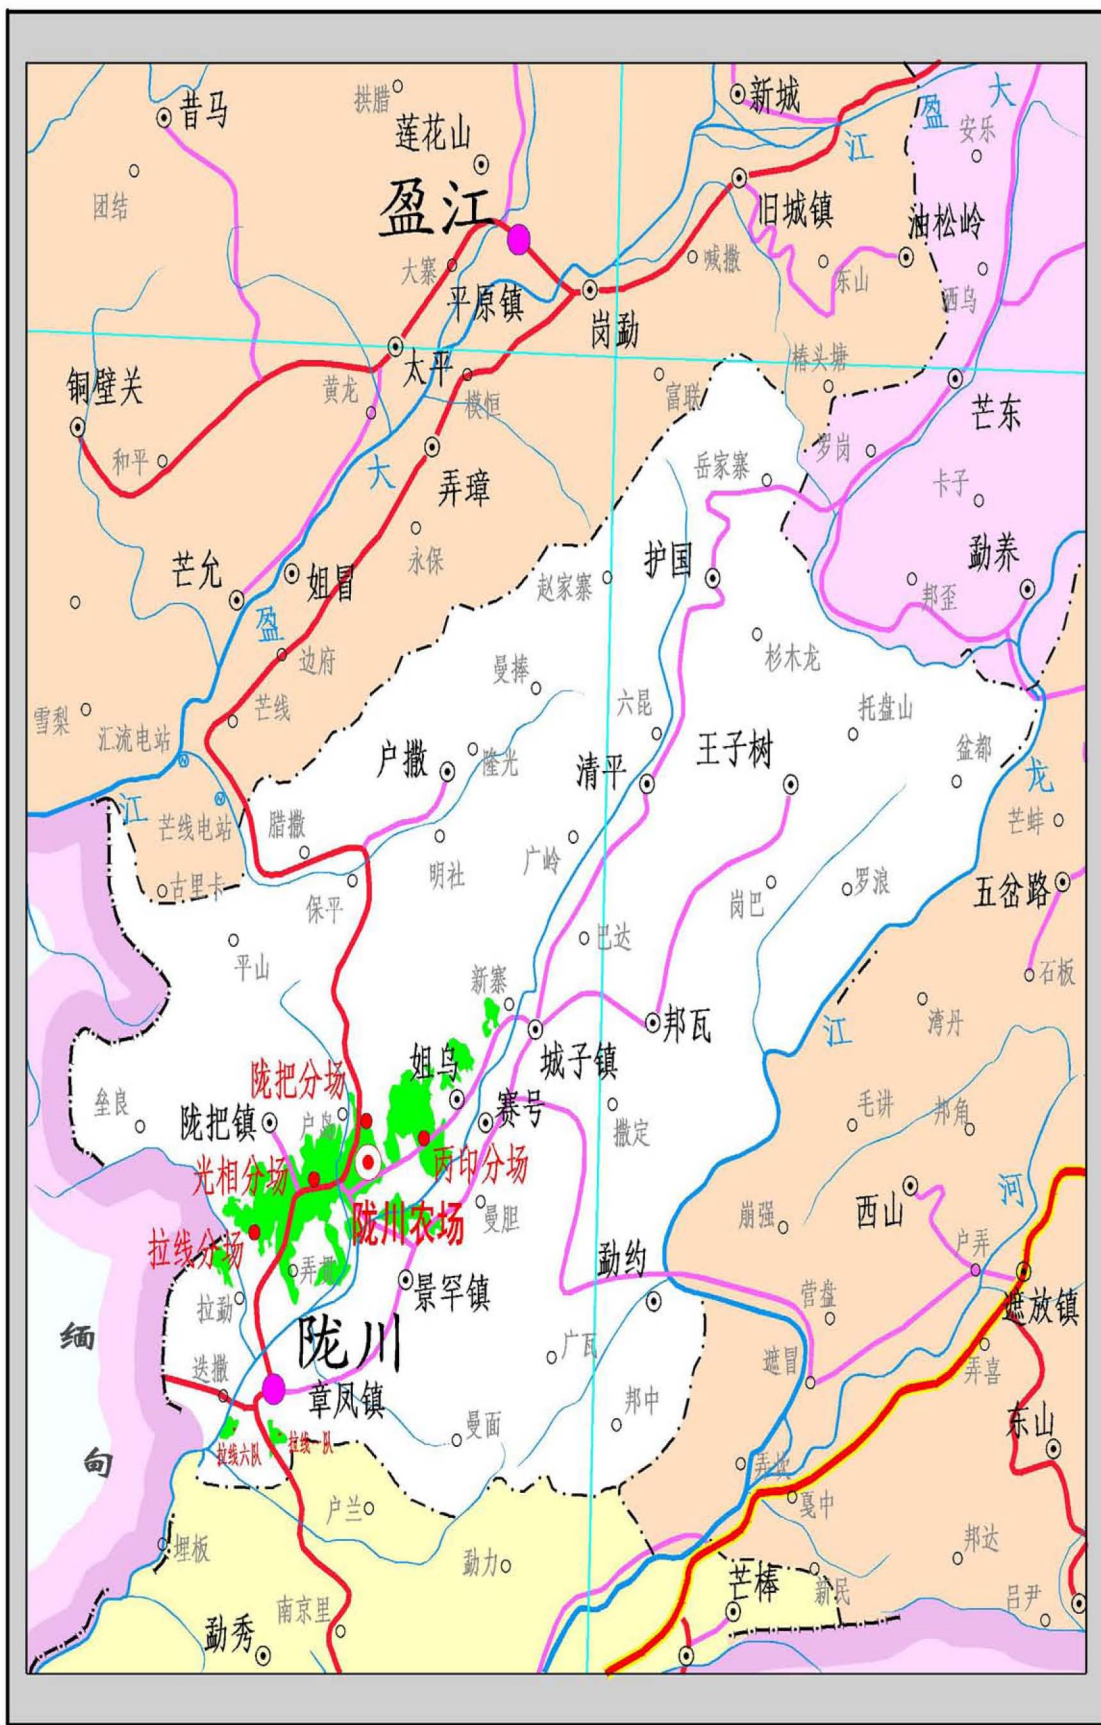 昔马
拱腊
新城
大
盈
江
莲花山
安乐
团结
盈江
旧城镇
油松岭
大寨
喊撒
东山
洒乌
平原镇
岗勐
太平
椿头塘
铜壁关
黄龙
模恒
富联
芒东
和平
大
弄璋
岳家寨
罗岗
卡子
永保
护国
勐养
芒允
姐冒
赵家寨
邦歪
盈
边府
杉木龙
曼捧
雪梨
芒线
六昆
托盘山
汇流电站
户撒
隆光
清平
王子树
盆都
龙
江
芒线电站
腊撒
芒蚌
明社
广岭
古里卡
保平
岗巴
罗浪
五岔路
平山
巴达
新寨
石板
湾丹
邦瓦
江
城子镇
姐乌
陇把分场
垒良
陇把镇
户岛
赛号
撒定
毛讲
邦角
光相分场
丙印分场
西山
河
陇川农场
曼胆
崩强
拉线分场
户弄
勐约
景罕镇
拉勐
营盘
遮放镇
缅
陇川
广瓦
遮冒
弄喜
迭撒
章凤镇
邦中
东山
曼面
甸
拉线六队
拉线一队
弄坎
户兰
戛中
埋板
勐力
邦达
芒棒
新民
南京里
吕尹
勐秀